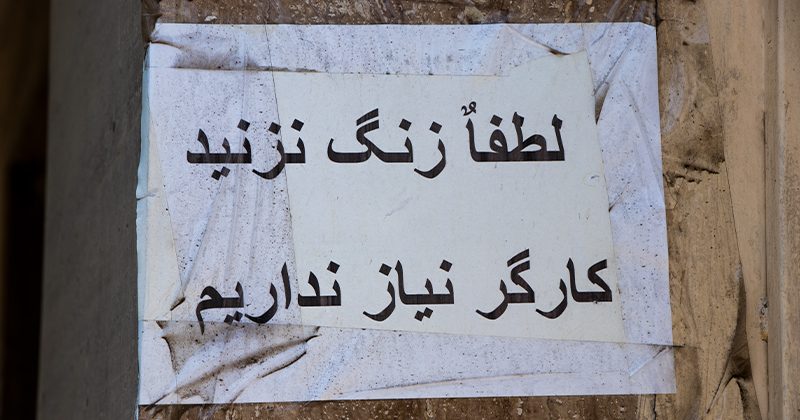 لطفاٌ زنگ نزنید
کارگر نیاز نداریم